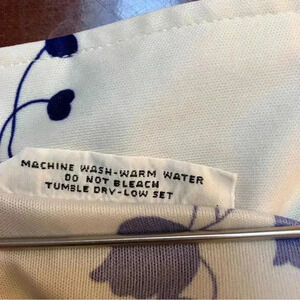 MACHINE WASH-WARM WATER
DO NOT BLEACH
TUMBLE DRY-LOW SET